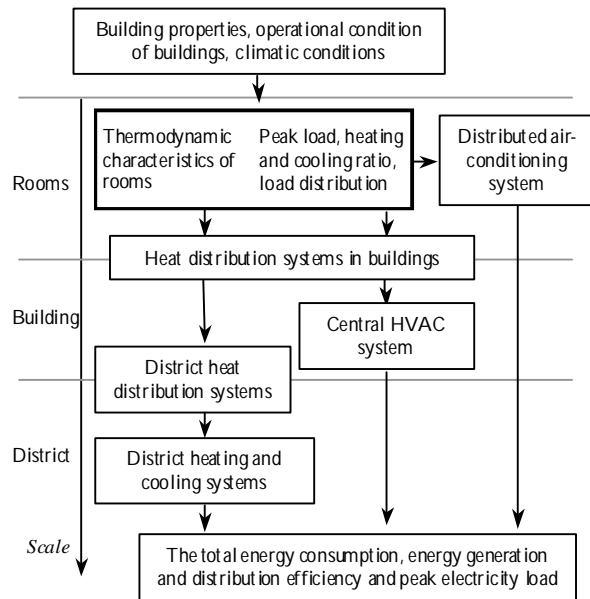 Building properties, operational condition
of buildings, climatic conditions
Thermodynamic
characteristics of
rooms
Peak load, heating
and cooling ratio,
load distribution
Distributed air-
conditioning
system
Rooms
Heat distribution systems in buildings
Building
Central HVAC
system
District heat
distribution systems
District
District heating and
cooling systems
Scale
The total energy consumption, energy generation
and distribution efficiency and peak electricity load